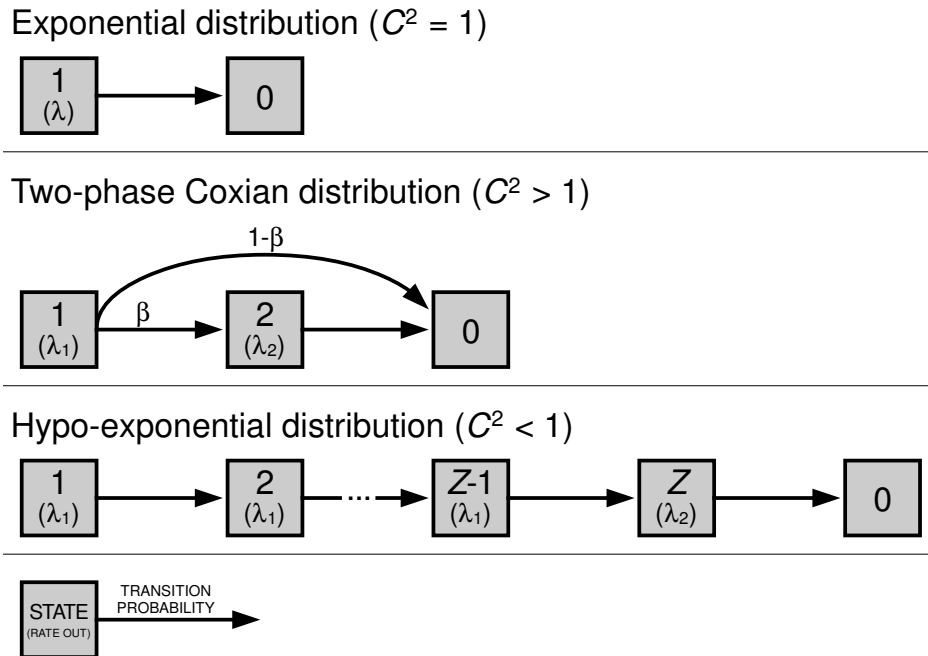 Exponential distribution (C² = 1)
1
(λ)
0
Two-phase Coxian distribution (C² > 1)
1-β
β
1
(λ₁)
2
(λ₂)
0
Hypo-exponential distribution (C² < 1)
1
(λ₁)
2
(λ₁)
...
Z-1
(λ₁)
Z
(λ₂)
0
STATE
(RATE OUT)
TRANSITION
PROBABILITY